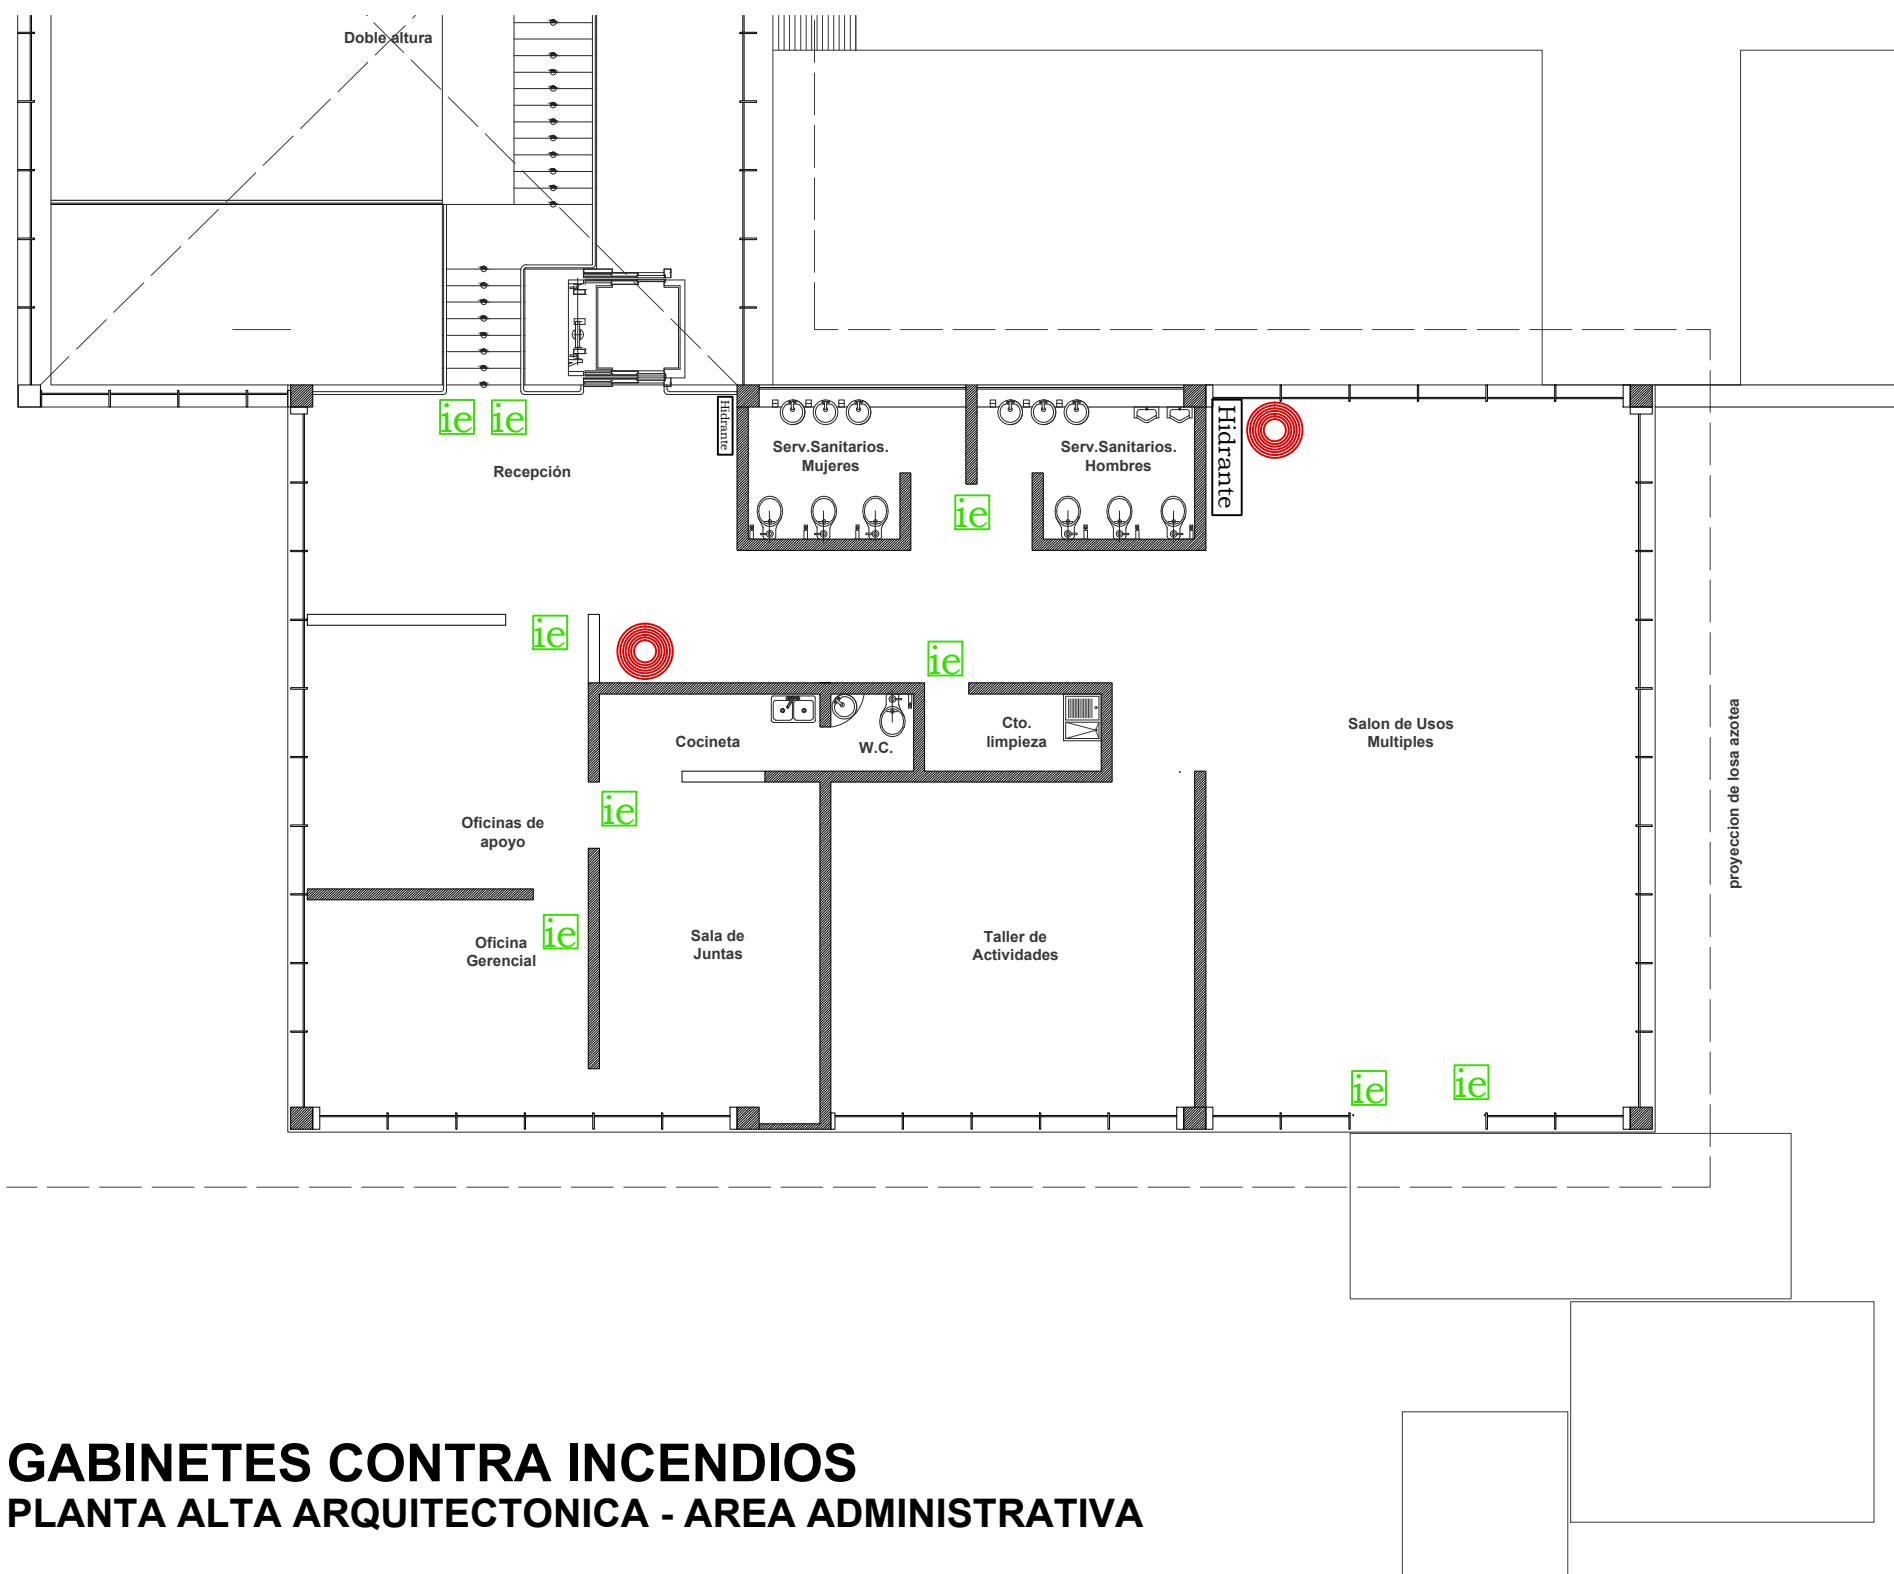 Doble altura
ie
ie
Hidrante
Recepción
Serv.Sanitarios.
Mujeres
Serv.Sanitarios.
Hombres
Hidrante
ie
ie
ie
Cocineta
W.C.
Cto.
limpieza
Salon de Usos
Multiples
proyeccion de losa azotea
ie
Oficinas de
apoyo
Oficina
Gerencial
ie
Sala de
Juntas
Taller de
Actividades
ie
ie
GABINETES CONTRA INCENDIOS
PLANTA ALTA ARQUITECTONICA - AREA ADMINISTRATIVA